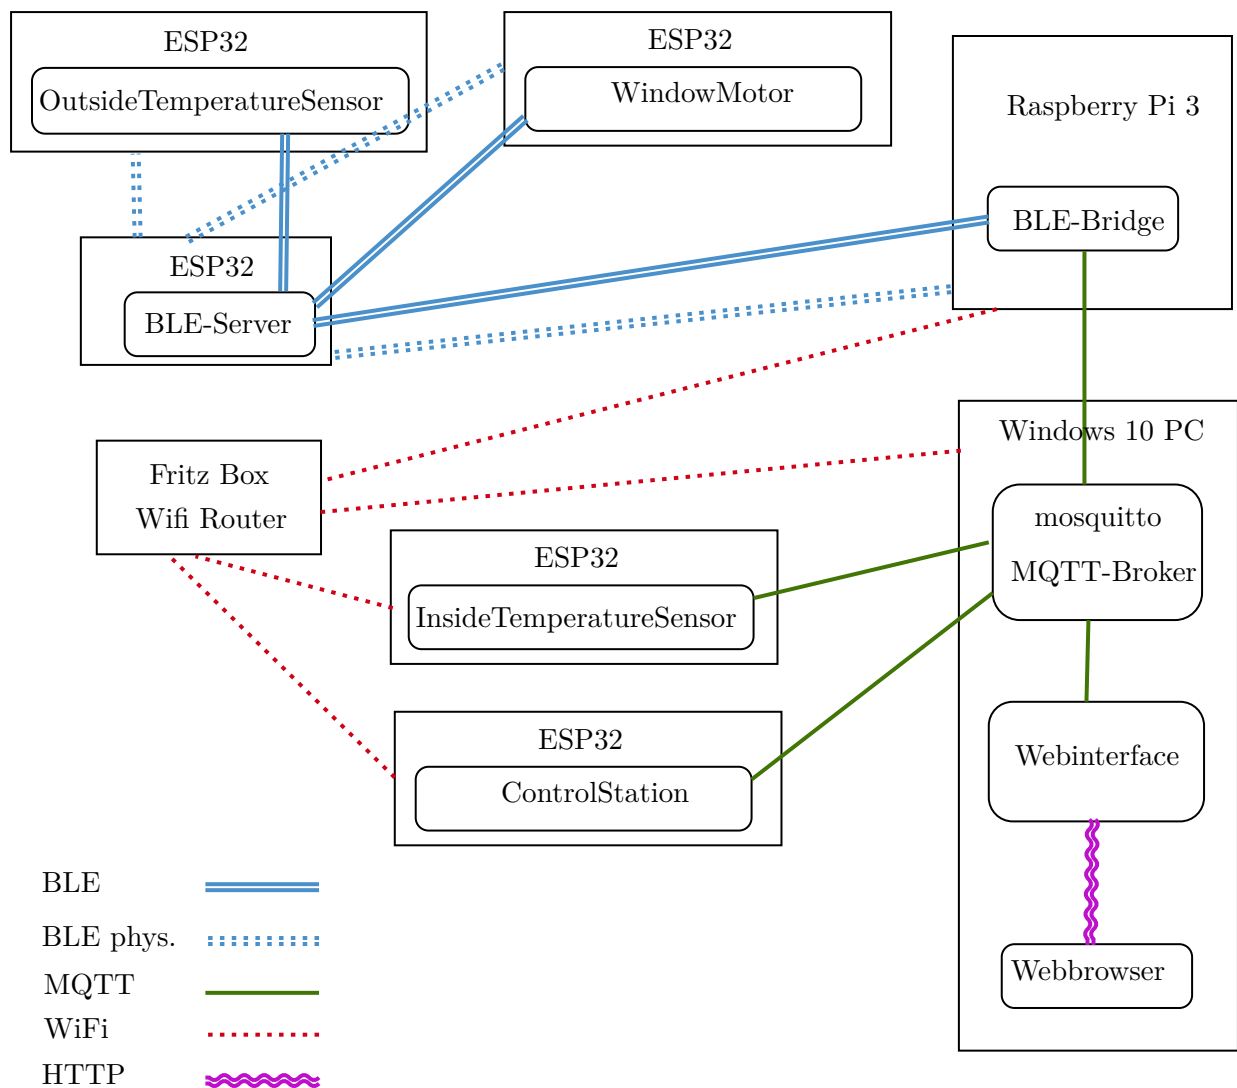 ESP32
OutsideTemperatureSensor
ESP32
WindowMotor
Raspberry Pi 3
BLE-Bridge
ESP32
BLE-Server
Windows 10 PC
Fritz Box
Wifi Router
mosquitto
MQTT-Broker
ESP32
InsideTemperatureSensor
ESP32
ControlStation
Webinterface
Webbrowser
BLE
BLE phys.
MQTT
WiFi
HTTP